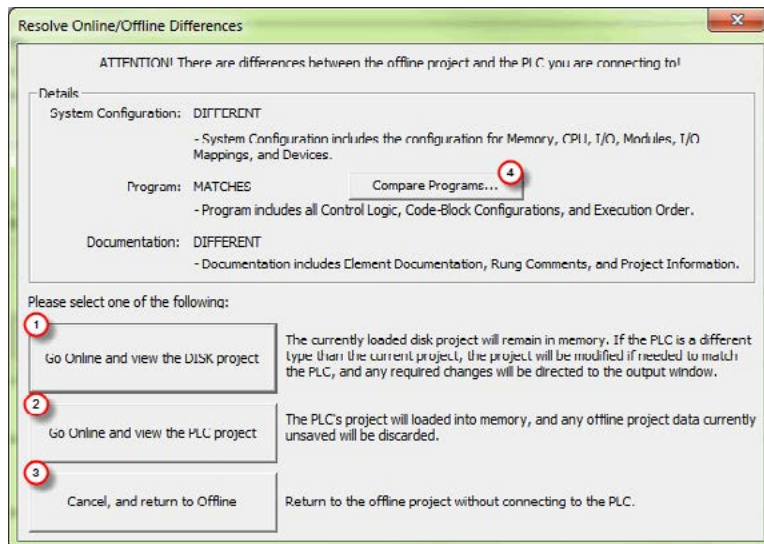 Resolve Online/Offline Differences
ATTENTION! There are differences between the offline project and the PLC you are connecting to!
Details
System Configuration: DIFFERENT
- System Configuration includes the configuration for Memory, CPU, I/O, Modules, I/O
Mappings, and Devices.
4
Program: MATCHES Compare Programs...
- Program includes all Control Logic, Code-Block Configurations, and Execution Order.
Documentation: DIFFERENT
- Documentation includes Element Documentation, Rung Comments, and Project Information.
Please select one of the following:
1
Go Online and view the DISK project
The currently loaded disk project will remain in memory. If the PLC is a different
type than the current project, the project will be modified if needed to match
the PLC, and any required changes will be directed to the output window.
2
Go Online and view the PLC project
The PLC's project will loaded into memory, and any offline project data currently
unsaved will be discarded.
3
Cancel, and return to Offline
Return to the offline project without connecting to the PLC.